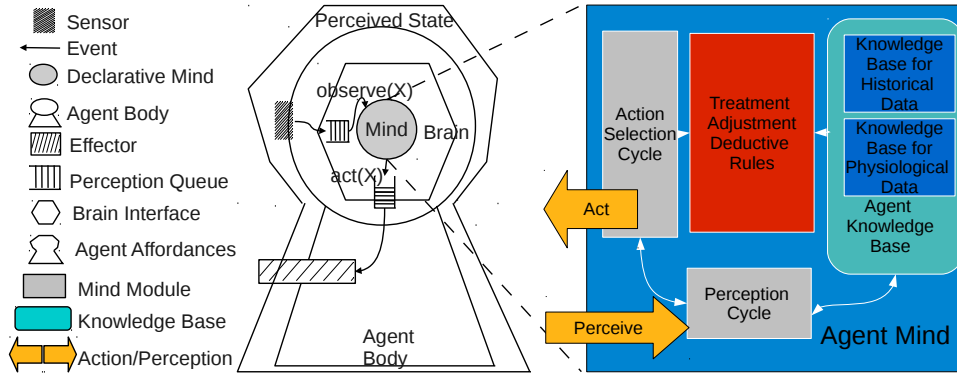 Sensor
Event
Declarative Mind
Agent Body
Effector
Perception Queue
Brain Interface
Agent Affordances
Mind Module
Knowledge Base
Action/Perception
Perceived State
observe(X)
Sensor
Mind
Brain
act(X)
Agent
Body
Action
Selection
Cycle
Treatment
Adjustment
Deductive
Rules
Knowledge
Base for
Historical
Data
Knowledge
Base for
Physiological
Data
Agent
Knowledge
Base
Act
Perceive
Perception
Cycle
Agent Mind